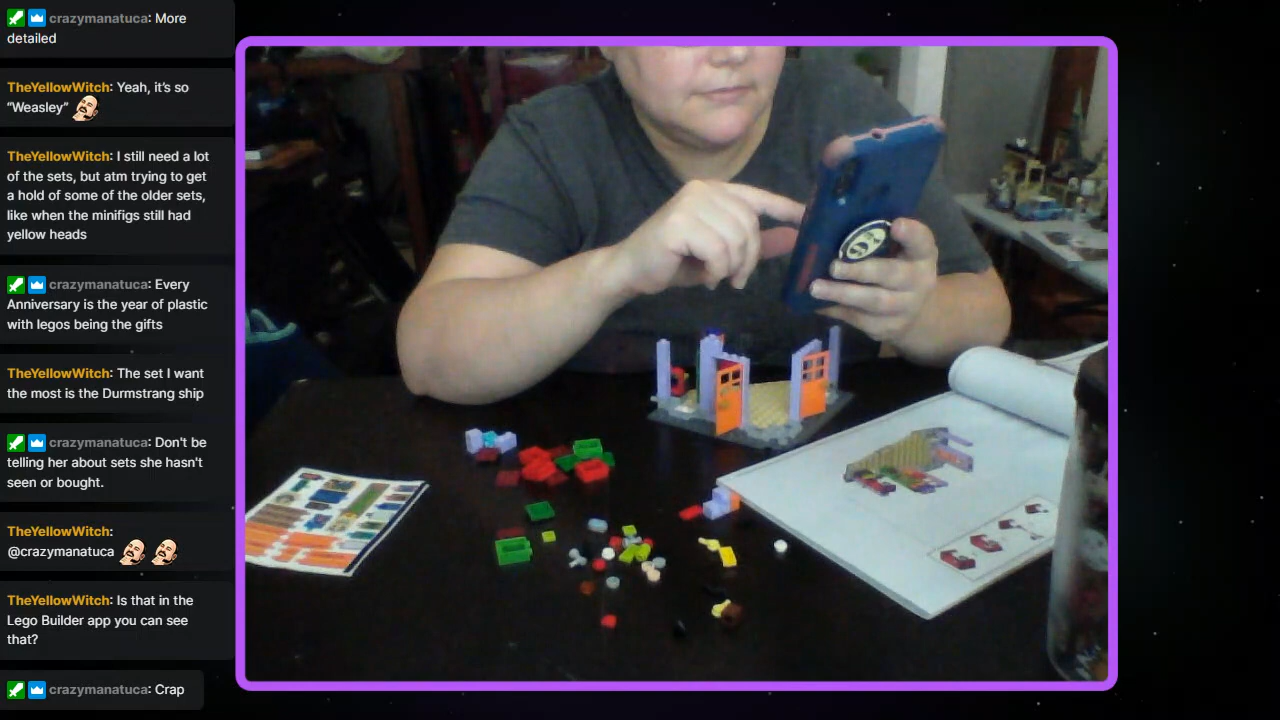 crazymanatuca: More
detailed
TheYellowWitch: Yeah, it's so
"Weasley"
TheYellowWitch: I still need a lot
of the sets, but atm trying to get
a hold of some of the older sets,
like when the minifigs still had
yellow heads
crazymanatuca: Every
Anniversary is the year of plastic
with legos being the gifts
TheYellowWitch: The set I want
the most is the Durmstrang ship
crazymanatuca: Don't be
telling her about sets she hasn't
seen or bought.
TheYellowWitch:
@crazymanatuca
TheYellowWitch: Is that in the
Lego Builder app you can see
that?
crazymanatuca: Crap